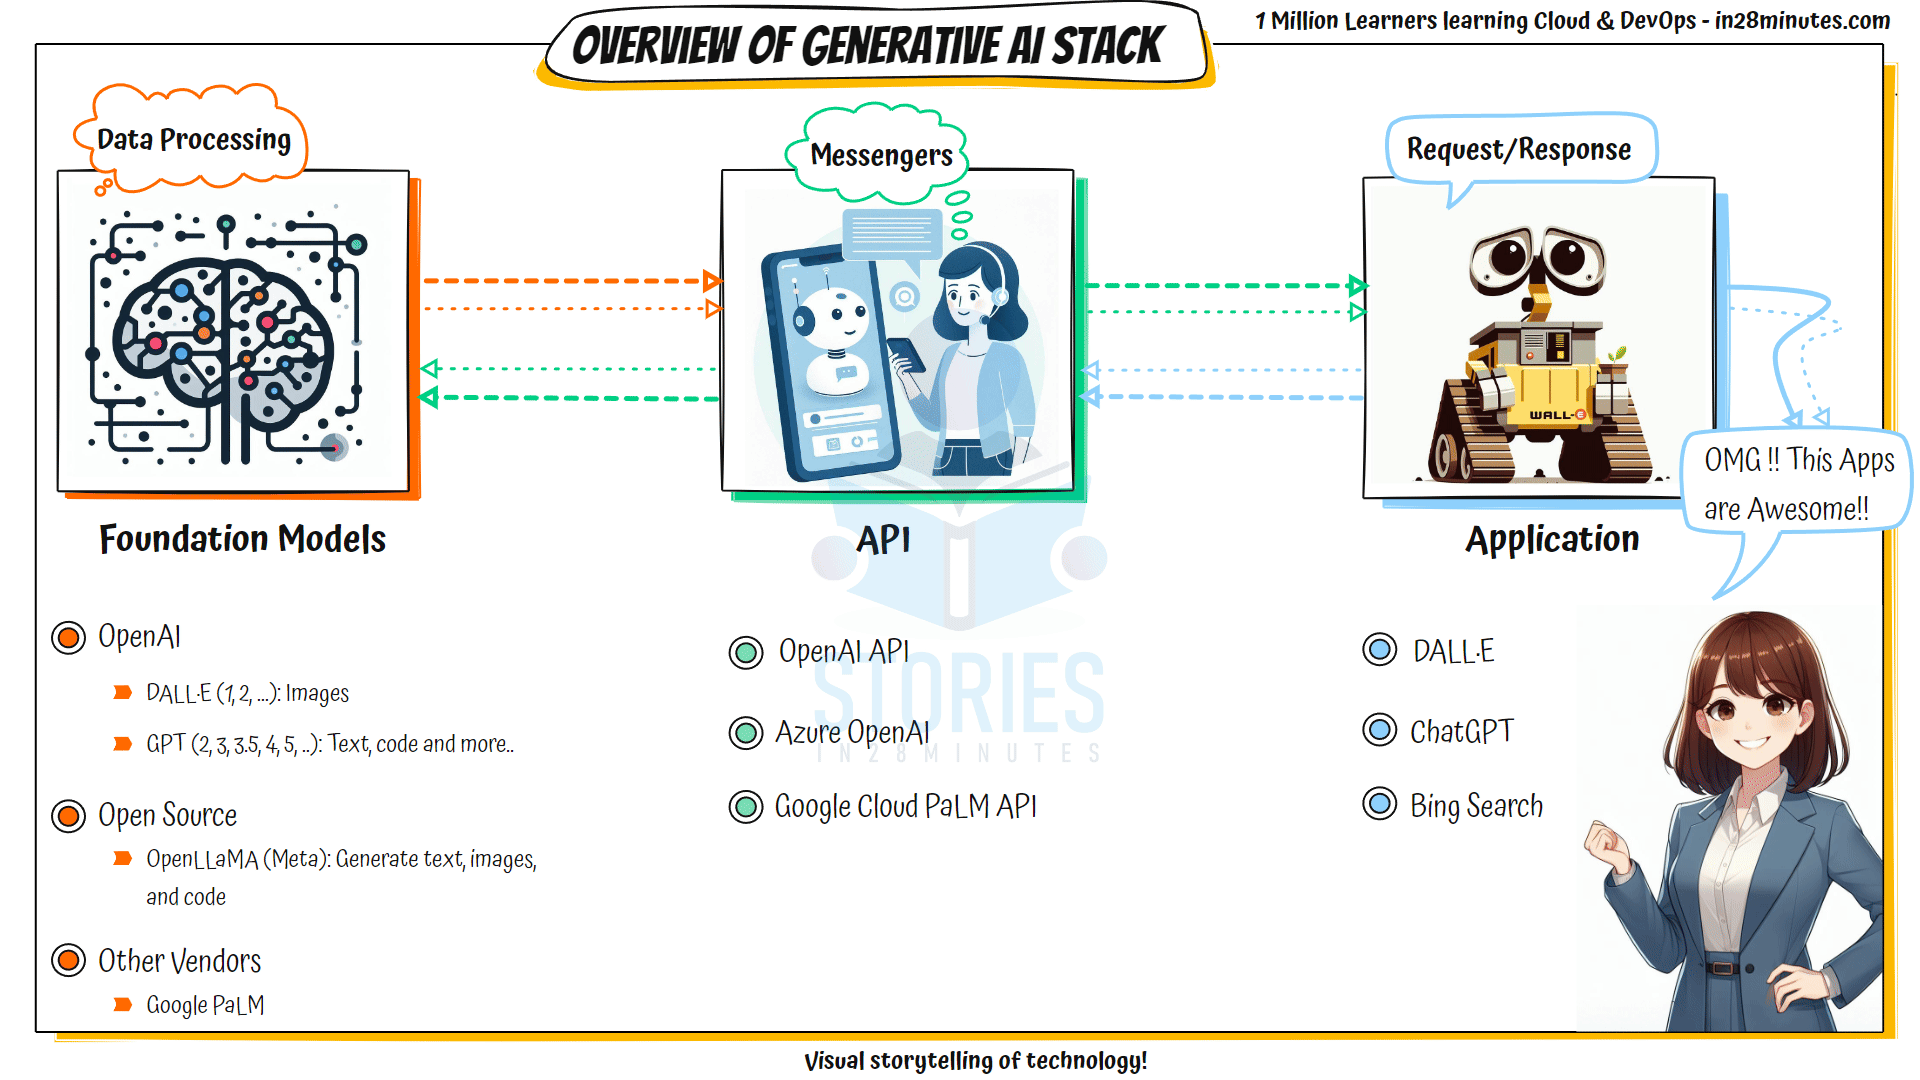 OVERVIEW OF GENERATIVE AI STACK
1 Million Learners learning Cloud & DevOps - in28minutes.com
Data Processing
Messengers
Request/Response
WALL·E
OMG !! This Apps
are Awesome!!
Foundation Models
API
Application
OpenAI
DALL·E (1, 2, ...): Images
GPT (2, 3, 3.5, 4, 5, ..): Text, code and more..
Open Source
OpenLLaMA (Meta): Generate text, images,
and code
Other Vendors
Google PaLM
OpenAI API
Azure OpenAI
Google Cloud PaLM API
DALL·E
ChatGPT
Bing Search
STORIES
IN28MINUTES
Visual storytelling of technology!